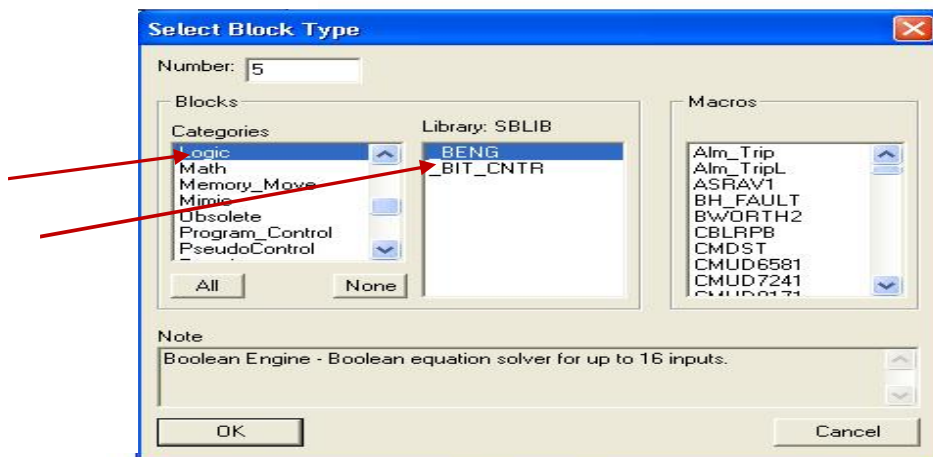 Select Block Type
Number: 5
Blocks
Categories
Logic
Math
Memory_Move
Mimic
Obsolete
Program_Control
PseudoControl
All
None
Library: SBLIB
_BENG
_BIT_CNTR
Macros
Alm_Trip
Alm_TripL
ASRAV1
BH_FAULT
BWORTH2
CBLRPB
CMDST
CMUD6581
CMUD7241
Note
Boolean Engine - Boolean equation solver for up to 16 inputs.
OK
Cancel